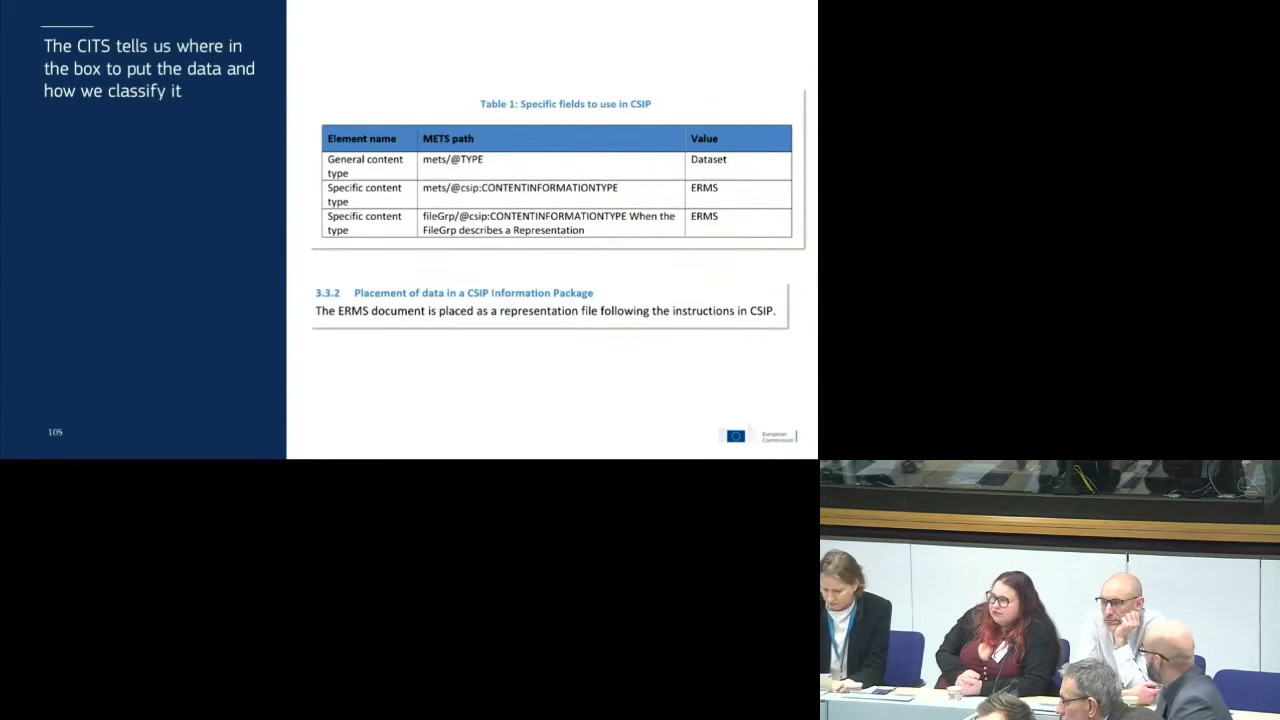 The CITS tells us where in
the box to put the data and
how we classify it
Table 1: Specific fields to use in CSIP
Element name METS path Value
General content type mets/@TYPE Dataset
Specific content type mets/@csip:CONTENTINFORMATIONTYPE ERMS
Specific content type fileGrp/@csip:CONTENTINFORMATIONTYPE When the FileGrp describes a Representation ERMS
3.3.2 Placement of data in a CSIP Information Package
The ERMS document is placed as a representation file following the instructions in CSIP.
105
European
Commission